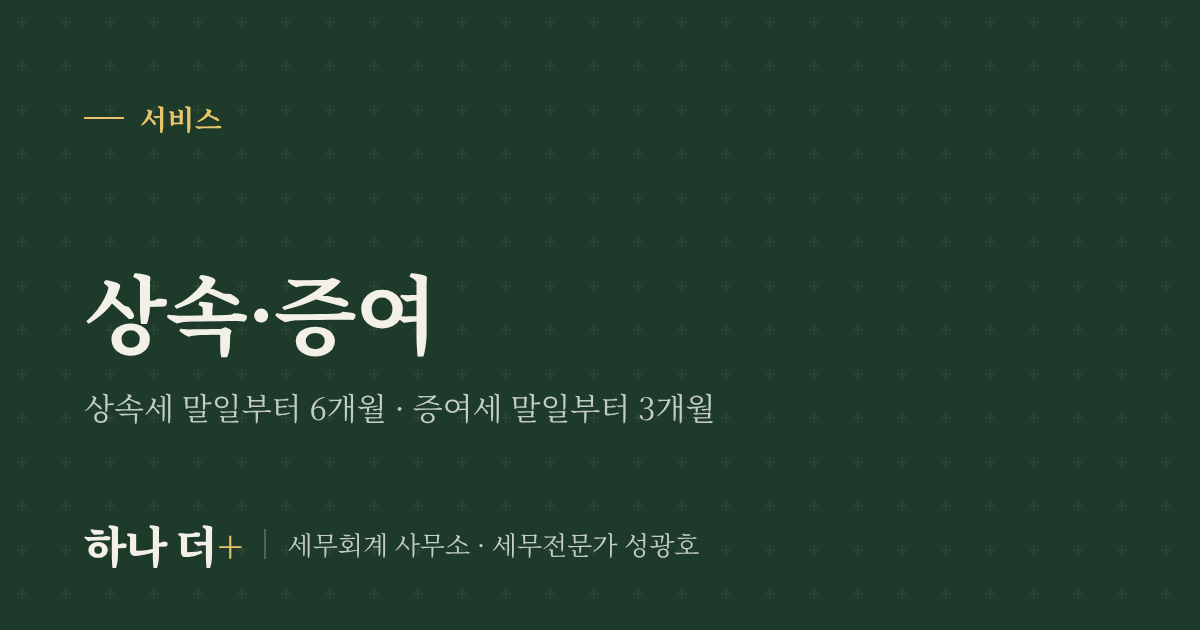 서비스
상속·증여
상속세 말일부터 6개월 · 증여세 말일부터 3개월
하나 더+ | 세무회계 사무소 · 세무전문가 성광호